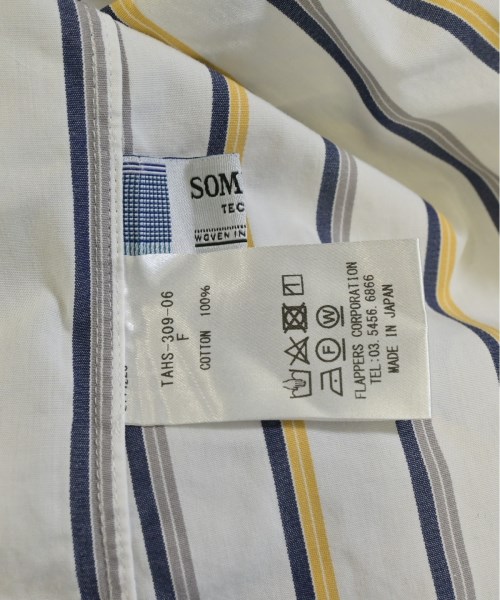 SOM
TEC
WOVEN IN
TAHS-309-06
F
COTTON 100%
F W
FLAPPERS CORPORATION
TEL:03.5456.6866
MADE IN JAPAN